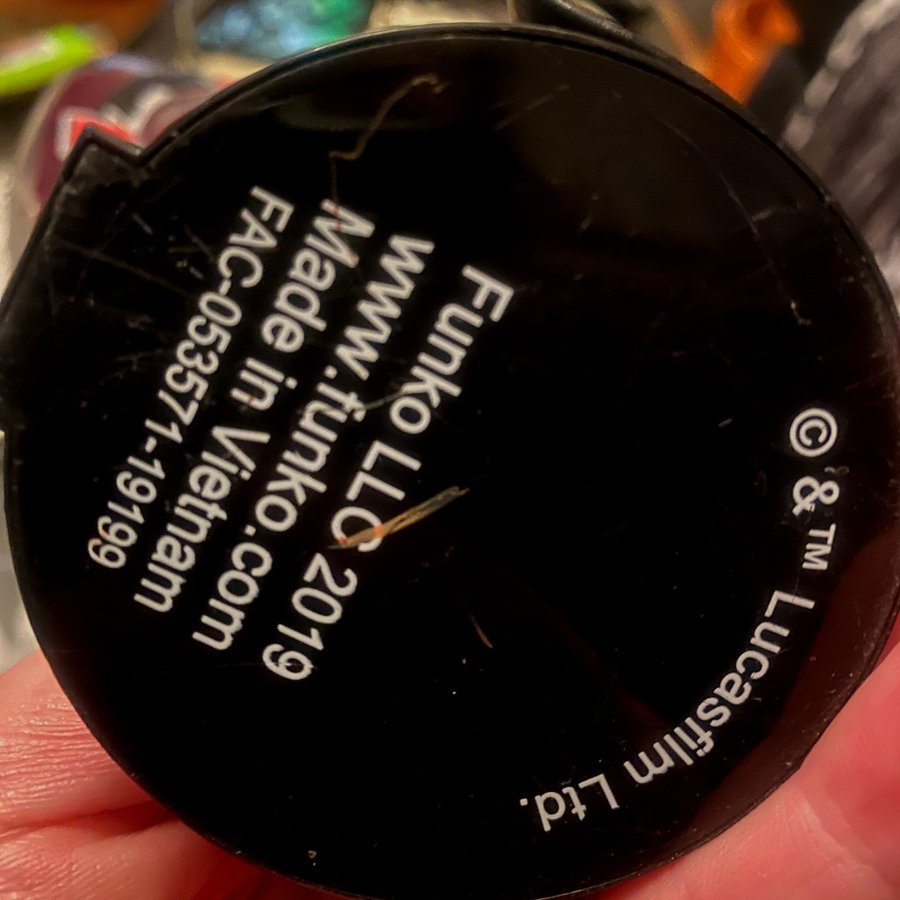 © & ™ Lucasfilm Ltd.
Funko LLC 2019
www.funko.com
Made in Vietnam
FAC-053571-19199